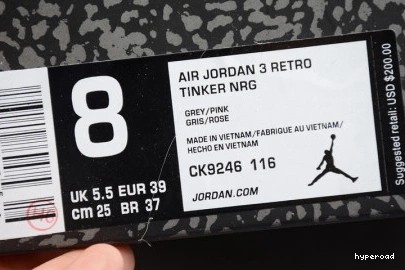 8
UK 5.5 EUR 39
cm 25 BR 37
AIR JORDAN 3 RETRO
TINKER NRG
GREY/PINK
GRIS/ROSE
MADE IN VIETNAM/FABRIQUE AU VIETNAM/
HECHO EN VIETNAM
CK9246 116
JORDAN.COM
Suggested retail: USD $200.00
hyperoad